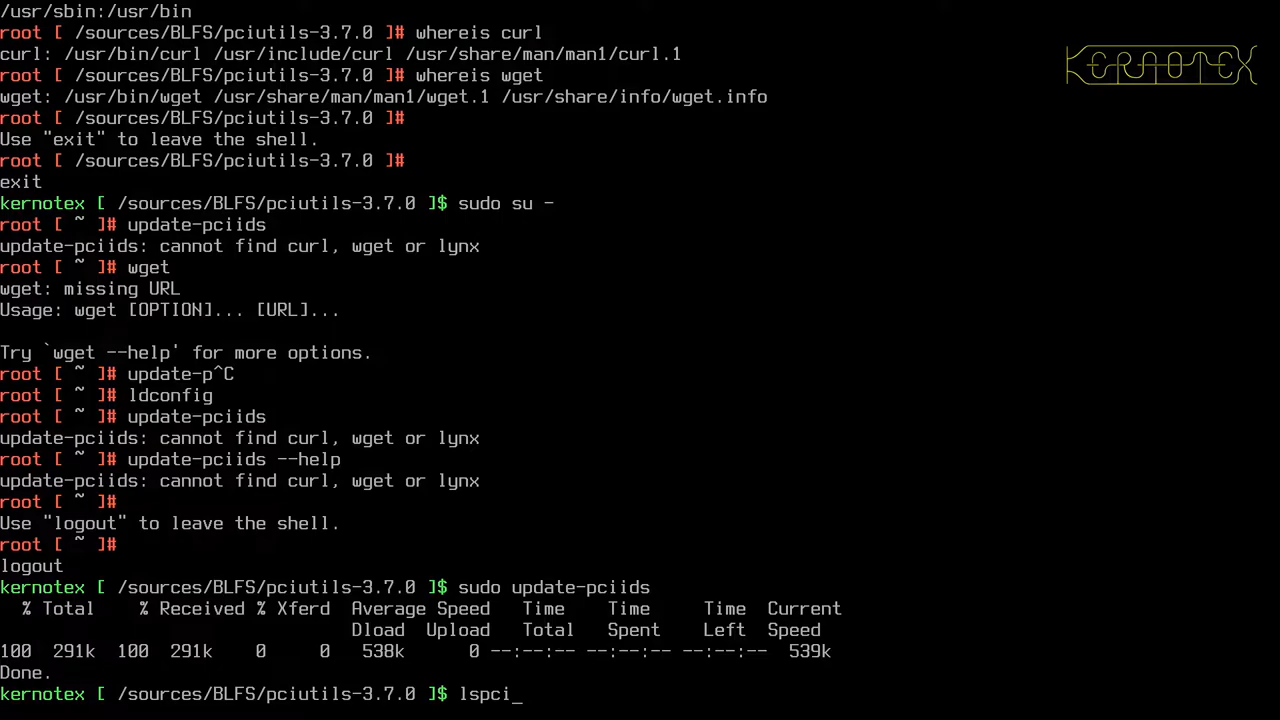 /usr/sbin:/usr/bin
root [ /sources/BLFS/pciutils-3.7.0 ]# whereis curl
curl: /usr/bin/curl /usr/include/curl /usr/share/man/man1/curl.1
root [ /sources/BLFS/pciutils-3.7.0 ]# whereis wget
wget: /usr/bin/wget /usr/share/man/man1/wget.1 /usr/share/info/wget.info
root [ /sources/BLFS/pciutils-3.7.0 ]#
Use "exit" to leave the shell.
root [ /sources/BLFS/pciutils-3.7.0 ]#
exit
kernotex [ /sources/BLFS/pciutils-3.7.0 ]$ sudo su -
root [ ~ ]# update-pciids
update-pciids: cannot find curl, wget or lynx
root [ ~ ]# wget
wget: missing URL
Usage: wget [OPTION]... [URL]...
Try `wget --help' for more options.
root [ ~ ]# update-p^C
root [ ~ ]# ldconfig
root [ ~ ]# update-pciids
update-pciids: cannot find curl, wget or lynx
root [ ~ ]# update-pciids --help
update-pciids: cannot find curl, wget or lynx
root [ ~ ]#
Use "logout" to leave the shell.
root [ ~ ]#
logout
kernotex [ /sources/BLFS/pciutils-3.7.0 ]$ sudo update-pciids
% Total % Received % Xferd Average Speed Time Time Time Current
Dload Upload Total Spent Left Speed
100 291k 100 291k 0 0 538k 0 --:--:-- --:--:-- --:--:-- 539k
Done.
kernotex [ /sources/BLFS/pciutils-3.7.0 ]$ lspci_
KERNOTEX